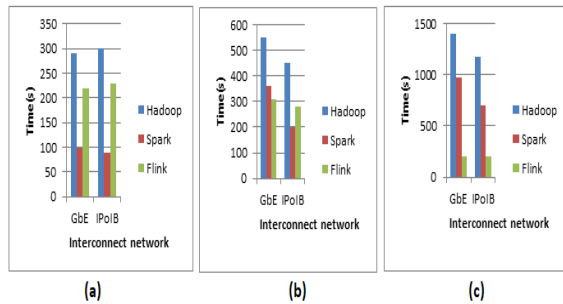 Time(s)
350
300
250
200
150
100
50
0
GbE IPoIB
Interconnect network
Hadoop
Spark
Flink
(a)
Time(s)
600
500
400
300
200
100
0
GbE IPoIB
Interconnect network
Hadoop
Spark
Flink
(b)
Time(s)
1500
1000
500
0
GbE IPoIB
Interconnect network
Hadoop
Spark
Flink
(c)